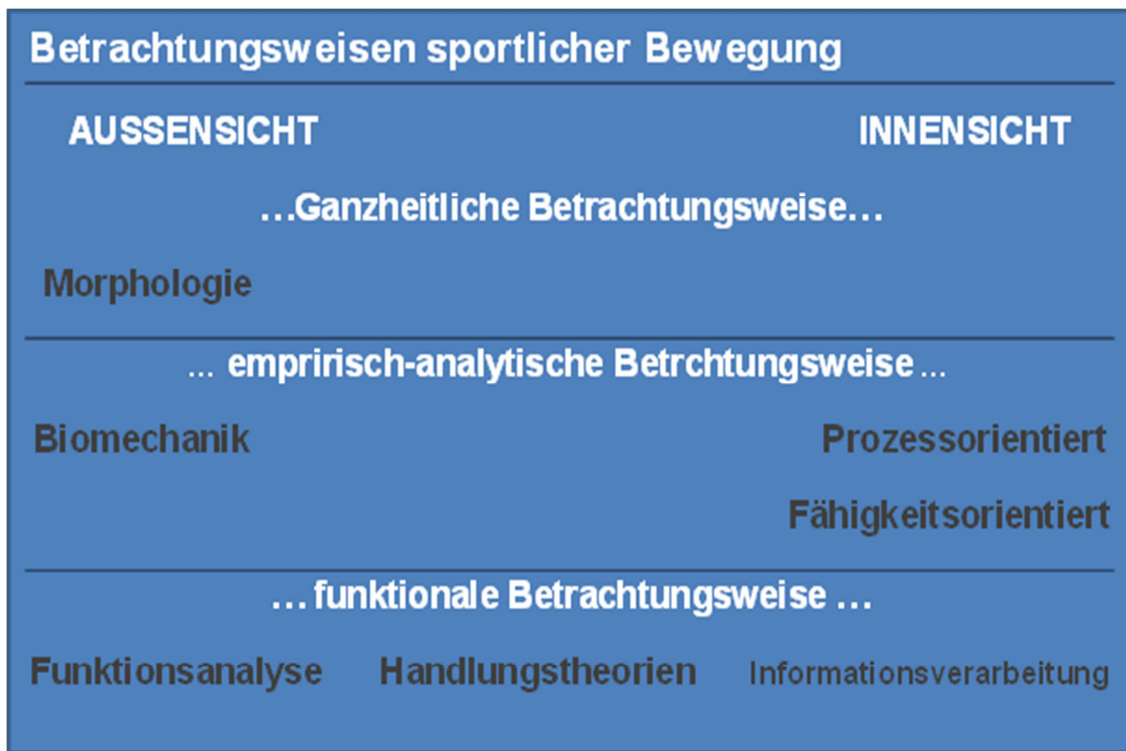 Betrachtungsweisen sportlicher Bewegung
AUSSENSICHT INNENSICHT
...Ganzheitliche Betrachtungsweise...
Morphologie
... empririsch-analytische Betrchtungsweise ...
Biomechanik Prozessorientiert
Fähigkeitsorientiert
... funktionale Betrachtungsweise ...
Funktionsanalyse Handlungstheorien Informationsverarbeitung